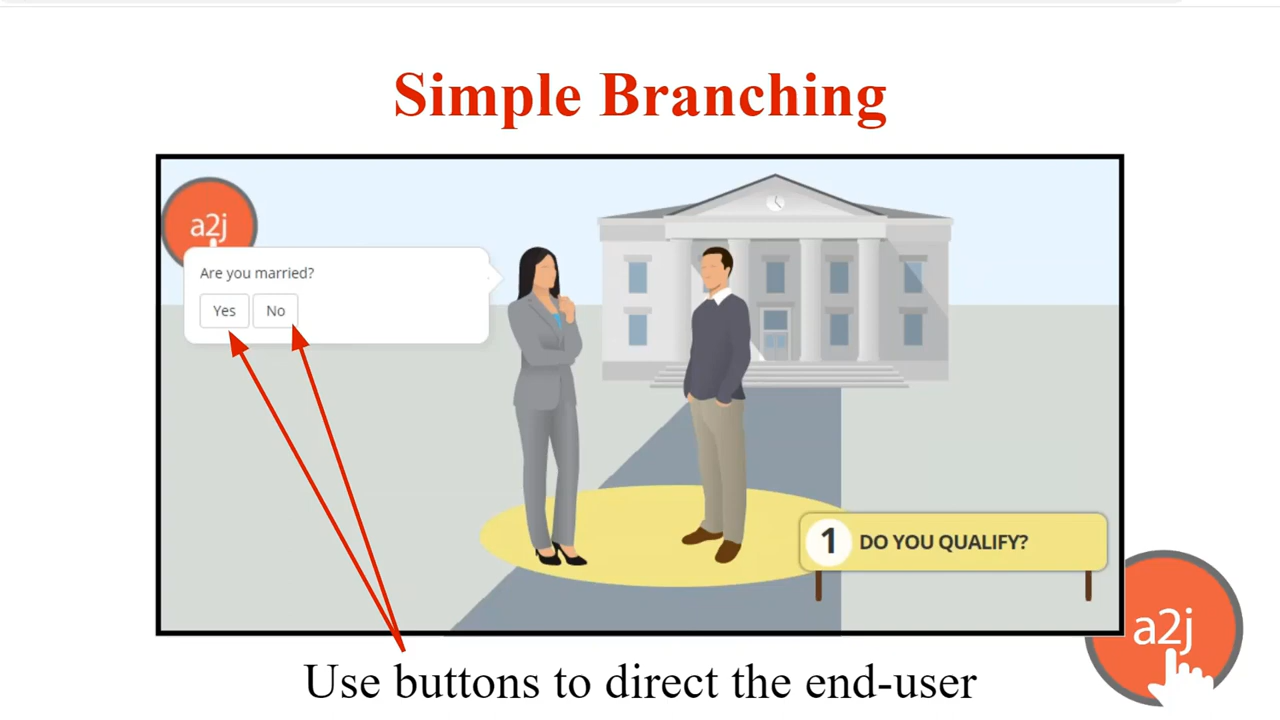 Simple Branching
a2j
Are you married?
Yes No
1 DO YOU QUALIFY?
a2j
Use buttons to direct the end-user